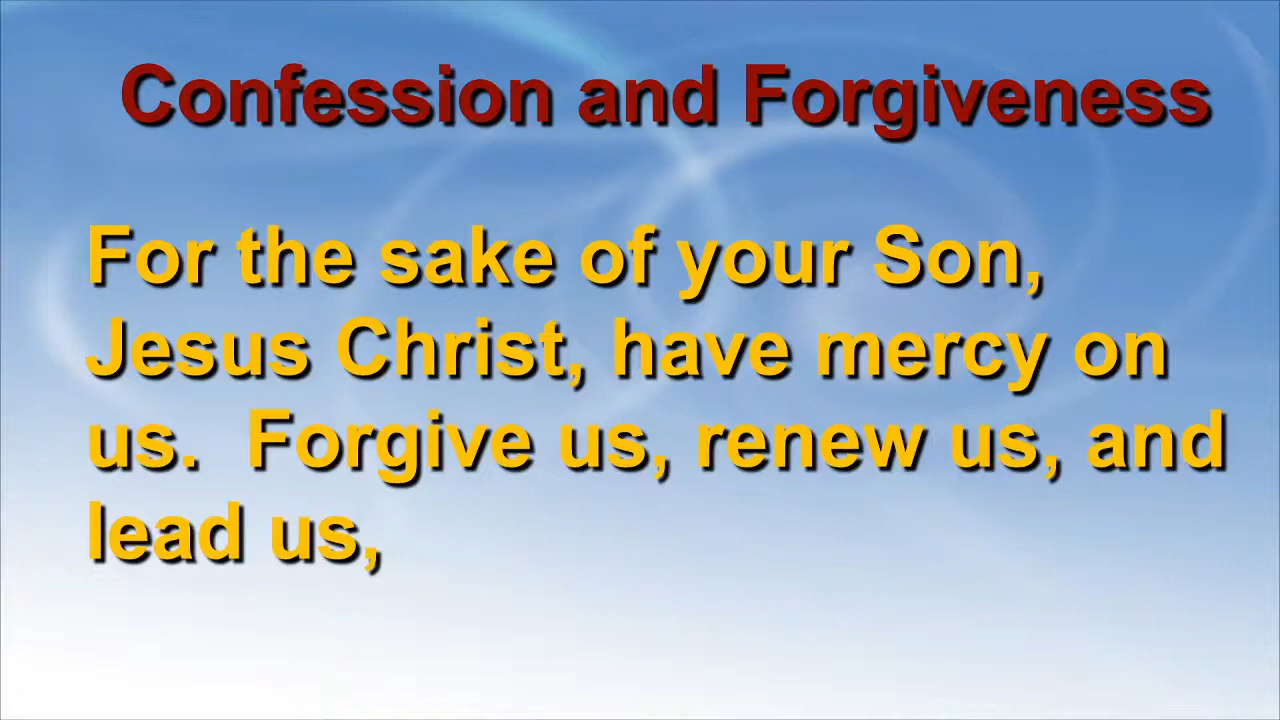 Confession and Forgiveness
For the sake of your Son,
Jesus Christ, have mercy on
us.  Forgive us, renew us, and
lead us,